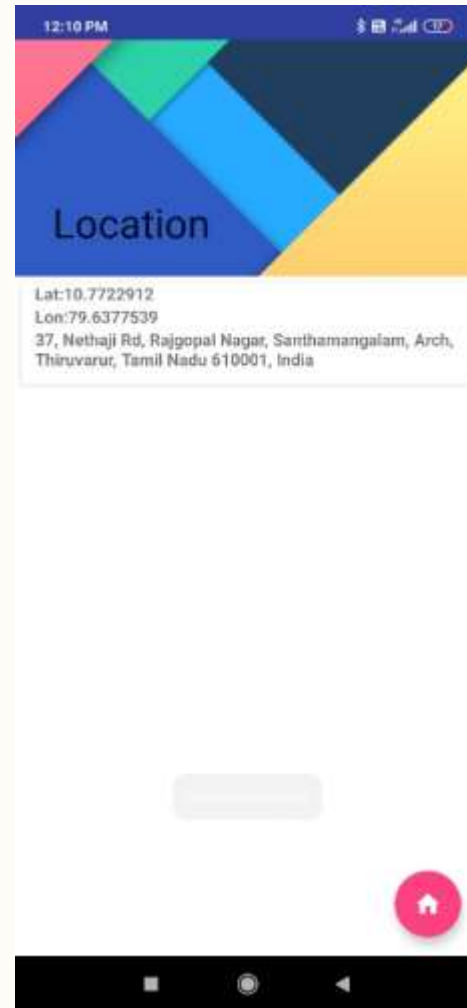 12:10 PM
Location
Lat:10.7722912
Lon:79.6377539
37, Nethaji Rd, Rajgopal Nagar, Santhamangalam, Arch,
Thiruvarur, Tamil Nadu 610001, India